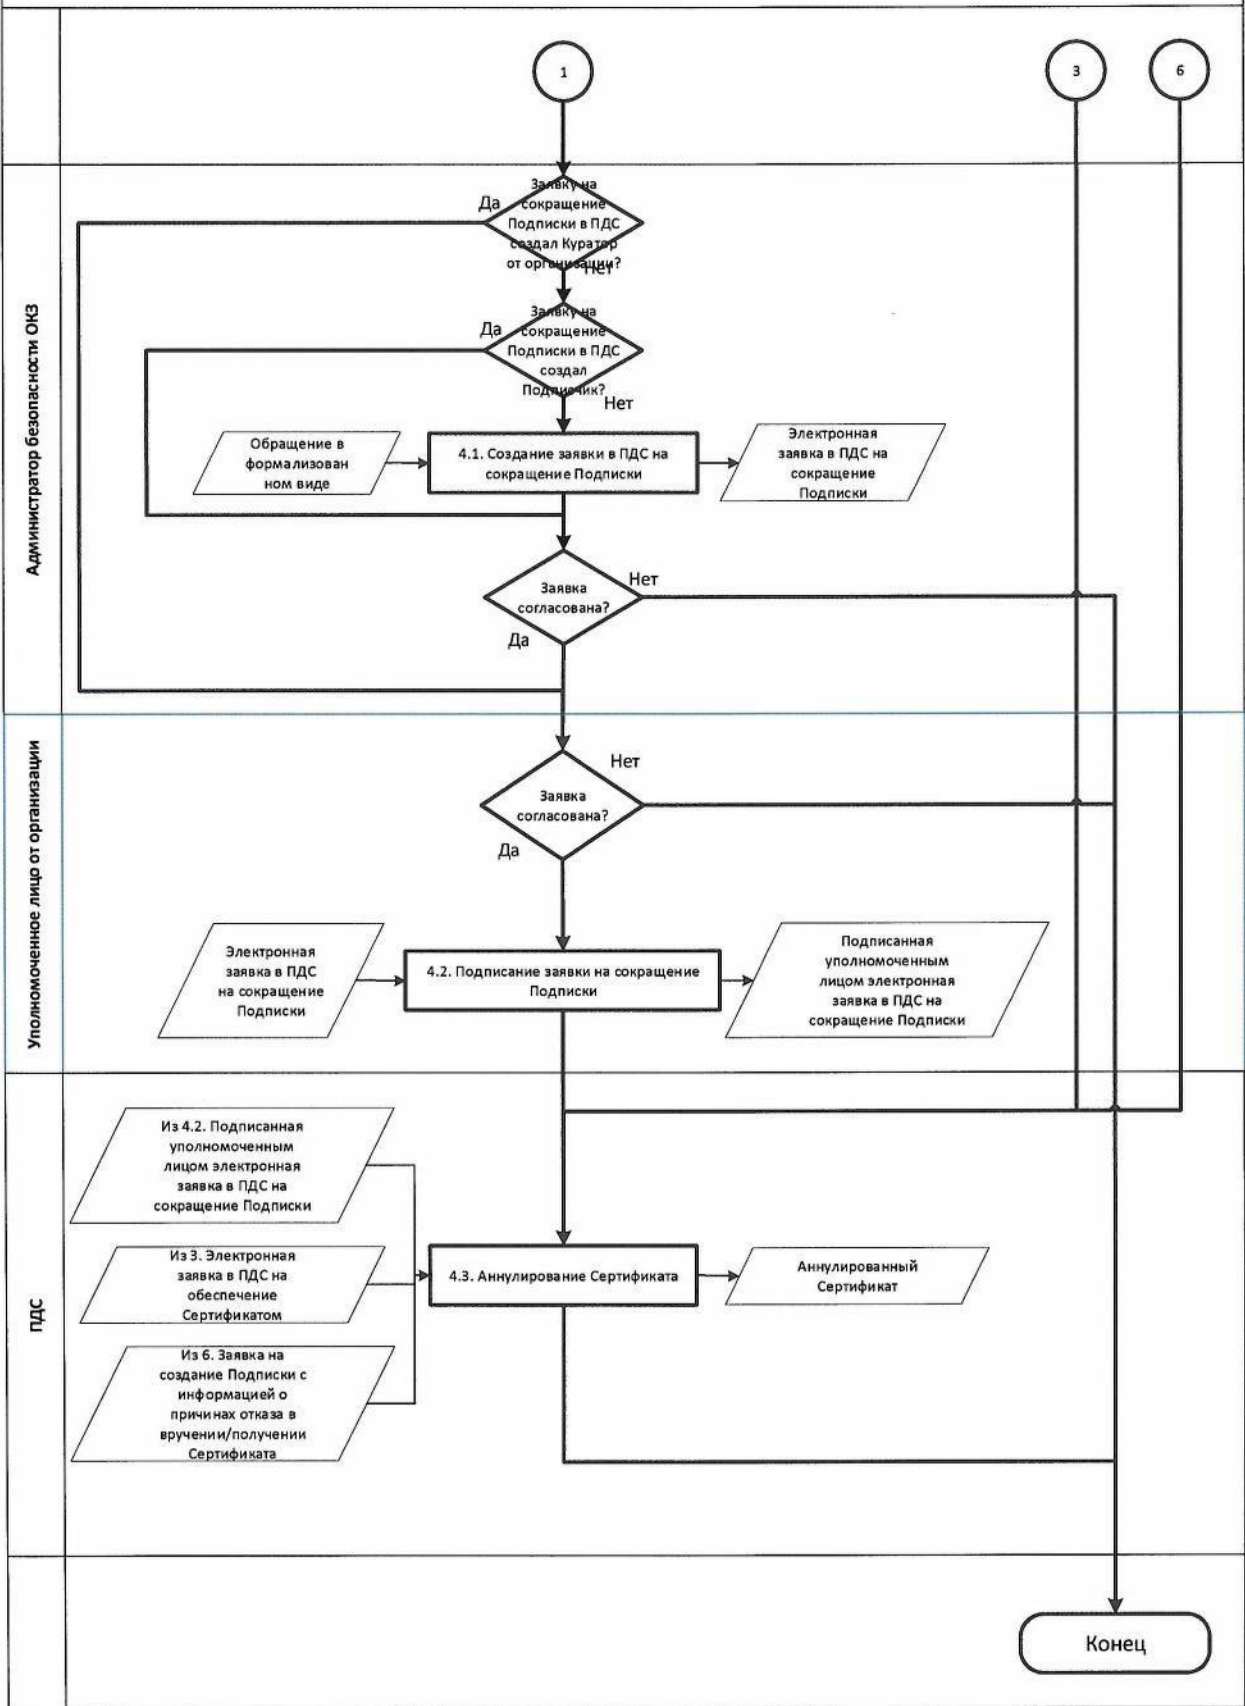 1
3
6
Администратор безопасности ОКЗ
Заявку на
сокращение
Подписки в ПДС
создал Куратор
от организации?
Да
Нет
Заявку на
сокращение
Подписки в ПДС
создал
Подписчик?
Да
Нет
Обращение в
формализован
ном виде
4.1. Создание заявки в ПДС на
сокращение Подписки
Электронная
заявка в ПДС на
сокращение
Подписки
Заявка
согласована?
Нет
Да
Уполномоченное лицо от организации
Заявка
согласована?
Нет
Да
Электронная
заявка в ПДС
на сокращение
Подписки
4.2. Подписание заявки на сокращение
Подписки
Подписанная
уполномоченным
лицом электронная
заявка в ПДС на
сокращение Подписки
ПДС
Из 4.2. Подписанная
уполномоченным
лицом электронная
заявка в ПДС на
сокращение Подписки
Из 3. Электронная
заявка в ПДС на
обеспечение
Сертификатом
Из 6. Заявка на
создание Подписки с
информацией о
причинах отказа в
вручении/получении
Сертификата
4.3. Аннулирование Сертификата
Аннулированный
Сертификат
Конец